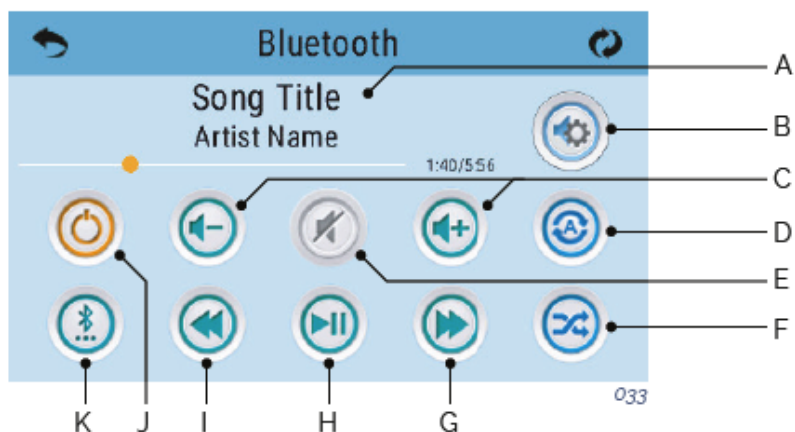 Bluetooth
A
Song Title
B
Artist Name
1:40/5:56
C
A
D
E
F
033
K
J
I
H
G